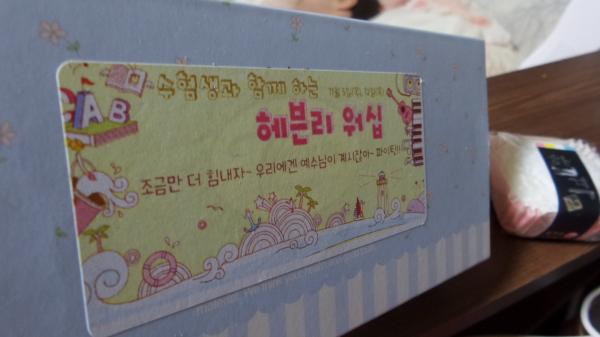 수험생과 함께 하는
헤븐리 워십
조금만 더 힘내자~ 우리에겐 예수님이 계시잖아~ 파이팅!!
A B